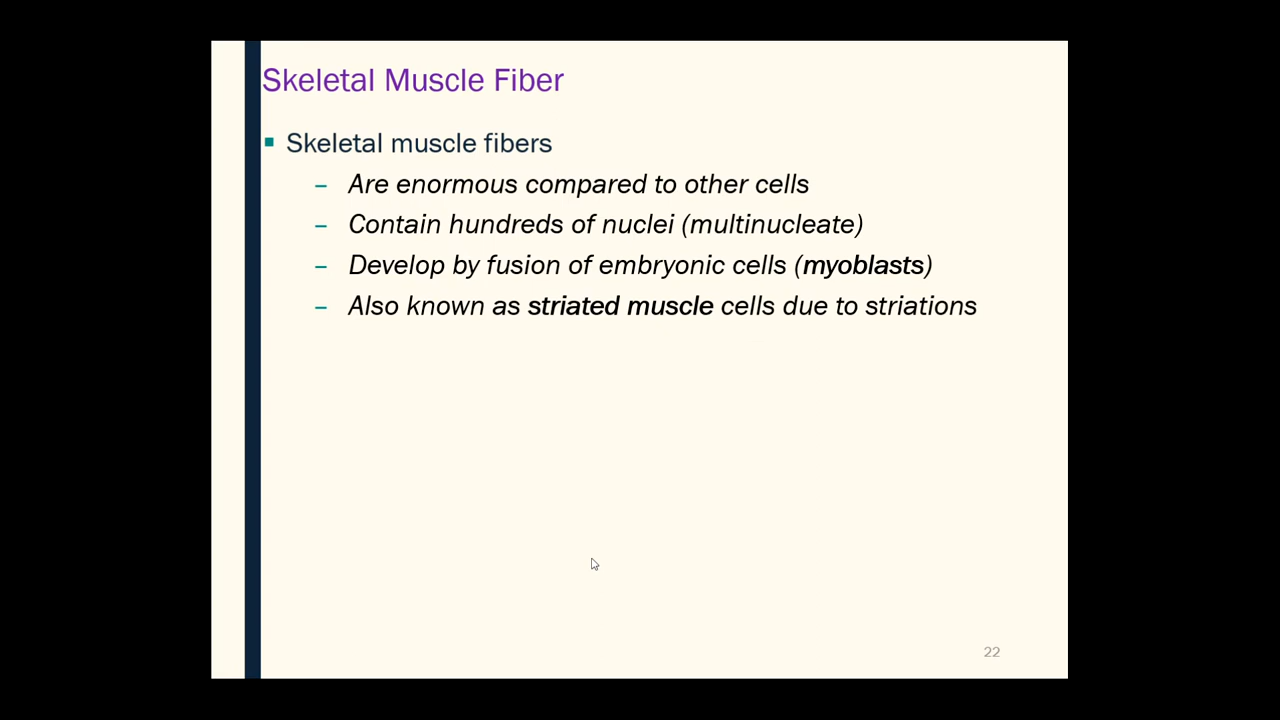 Skeletal Muscle Fiber
▪ Skeletal muscle fibers
– Are enormous compared to other cells
– Contain hundreds of nuclei (multinucleate)
– Develop by fusion of embryonic cells (myoblasts)
– Also known as striated muscle cells due to striations
22